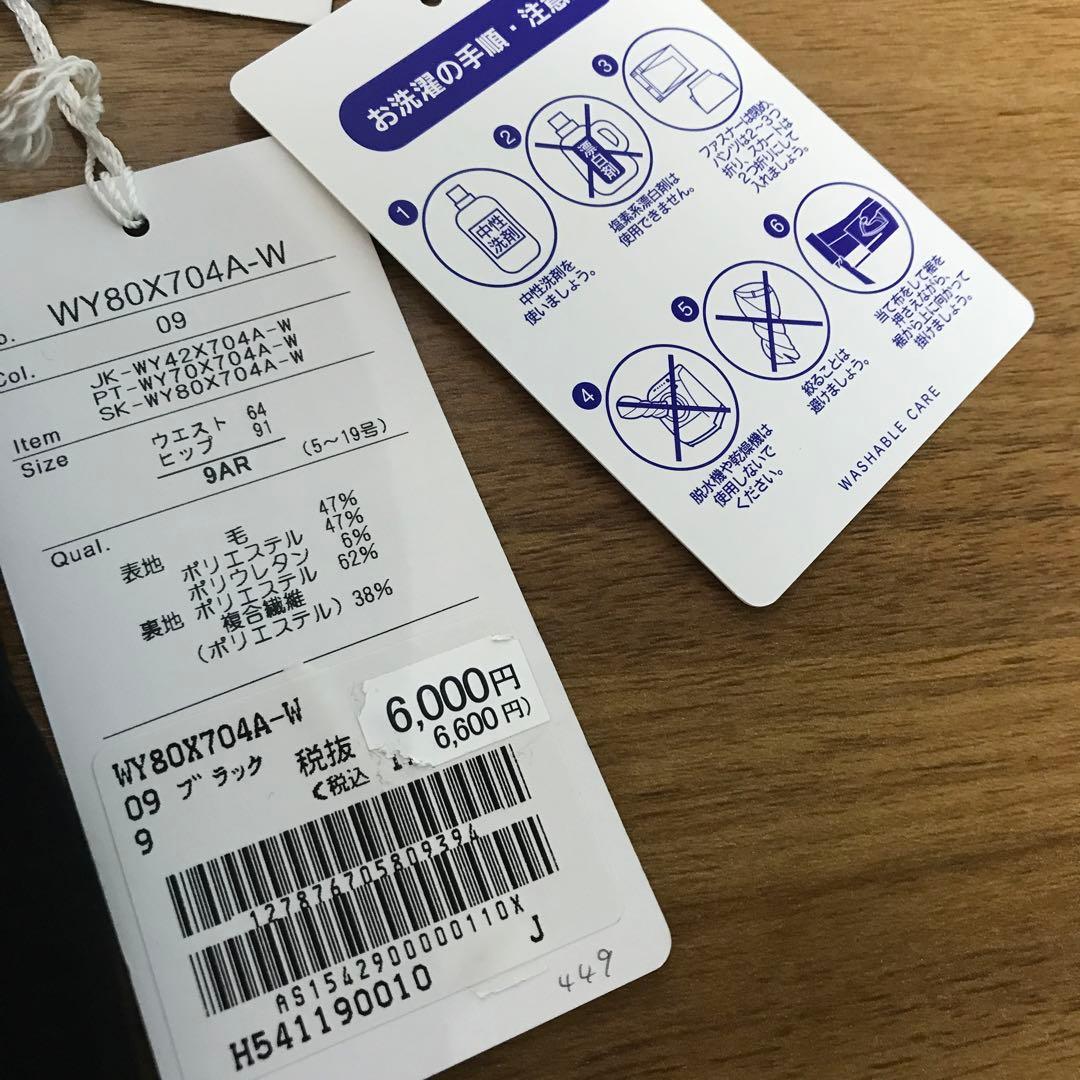 WY80X704A-W
Col. 09
JK-WY42X704A-W
PT-WY70X704A-W
Item SK-WY80X704A-W
Size ウエスト 64
ヒップ 91
9AR (5〜19号)
Qual.
表地 毛 47%
ポリエステル 47%
ポリウレタン 6%
裏地 ポリエステル 62%
複合繊維
(ポリエステル) 38%
6,000円
6,600円)
WY80X704A-W
09 ブラック 税抜
9 (税込
127876705809394
AS1542900000110X
J
H541190010
449
お洗濯の手順・注意
1
中性洗剤
中性洗剤を
使いましょう。
2
漂白剤
塩素系漂白剤は
使用できません。
3
ファスナーは閉め、
パンツは2〜3つ
折り、スカートは
2つ折りにして
入れましょう。
4
脱水機や乾燥機は
使用しないで
ください。
5
絞ることは
避けましょう。
6
当て布をして裾を
押さえながら、
裾から上に向かって
掛けましょう。
WASHABLE CARE